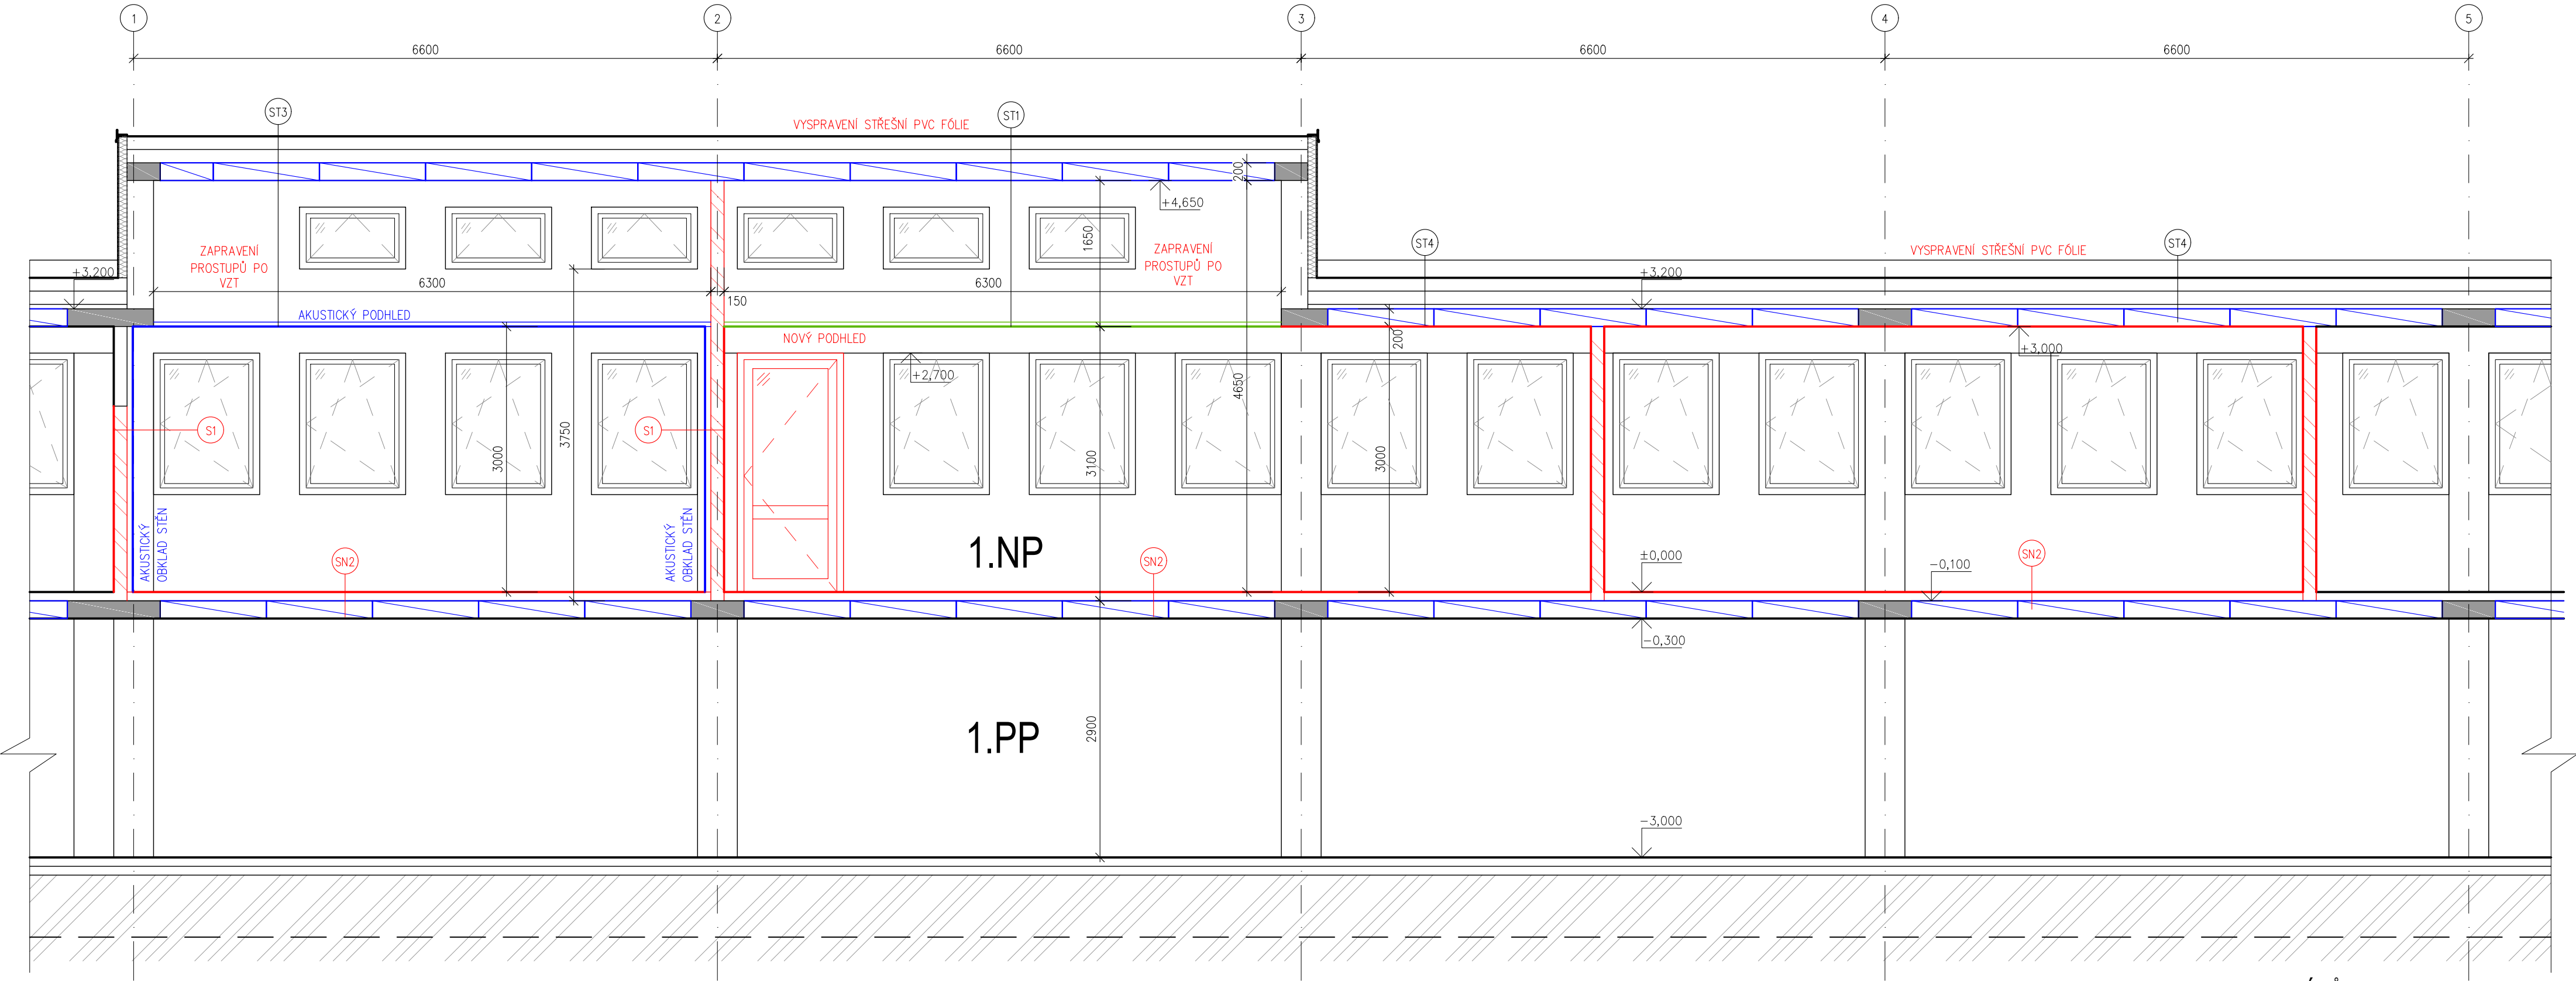 1
2
3
4
5
6600
6600
6600
6600
ST3
ST1
VYSPRAVENÍ STŘEŠNÍ PVC FÓLIE
200
+4,650
1650
ZAPRAVENÍ
PROSTUPŮ PO
VZT
ZAPRAVENÍ
PROSTUPŮ PO
VZT
ST4
ST4
VYSPRAVENÍ STŘEŠNÍ PVC FÓLIE
+3,200
+3,200
6300
6300
150
AKUSTICKÝ PODHLED
NOVÝ PODHLED
200
+3,000
+2,700
4650
S1
S1
3750
3000
3100
3000
AKUSTICKÝ
OBKLAD STĚN
AKUSTICKÝ
OBKLAD STĚN
SN2
1.NP
SN2
±0,000
-0,100
SN2
-0,300
1.PP
2900
-3,000